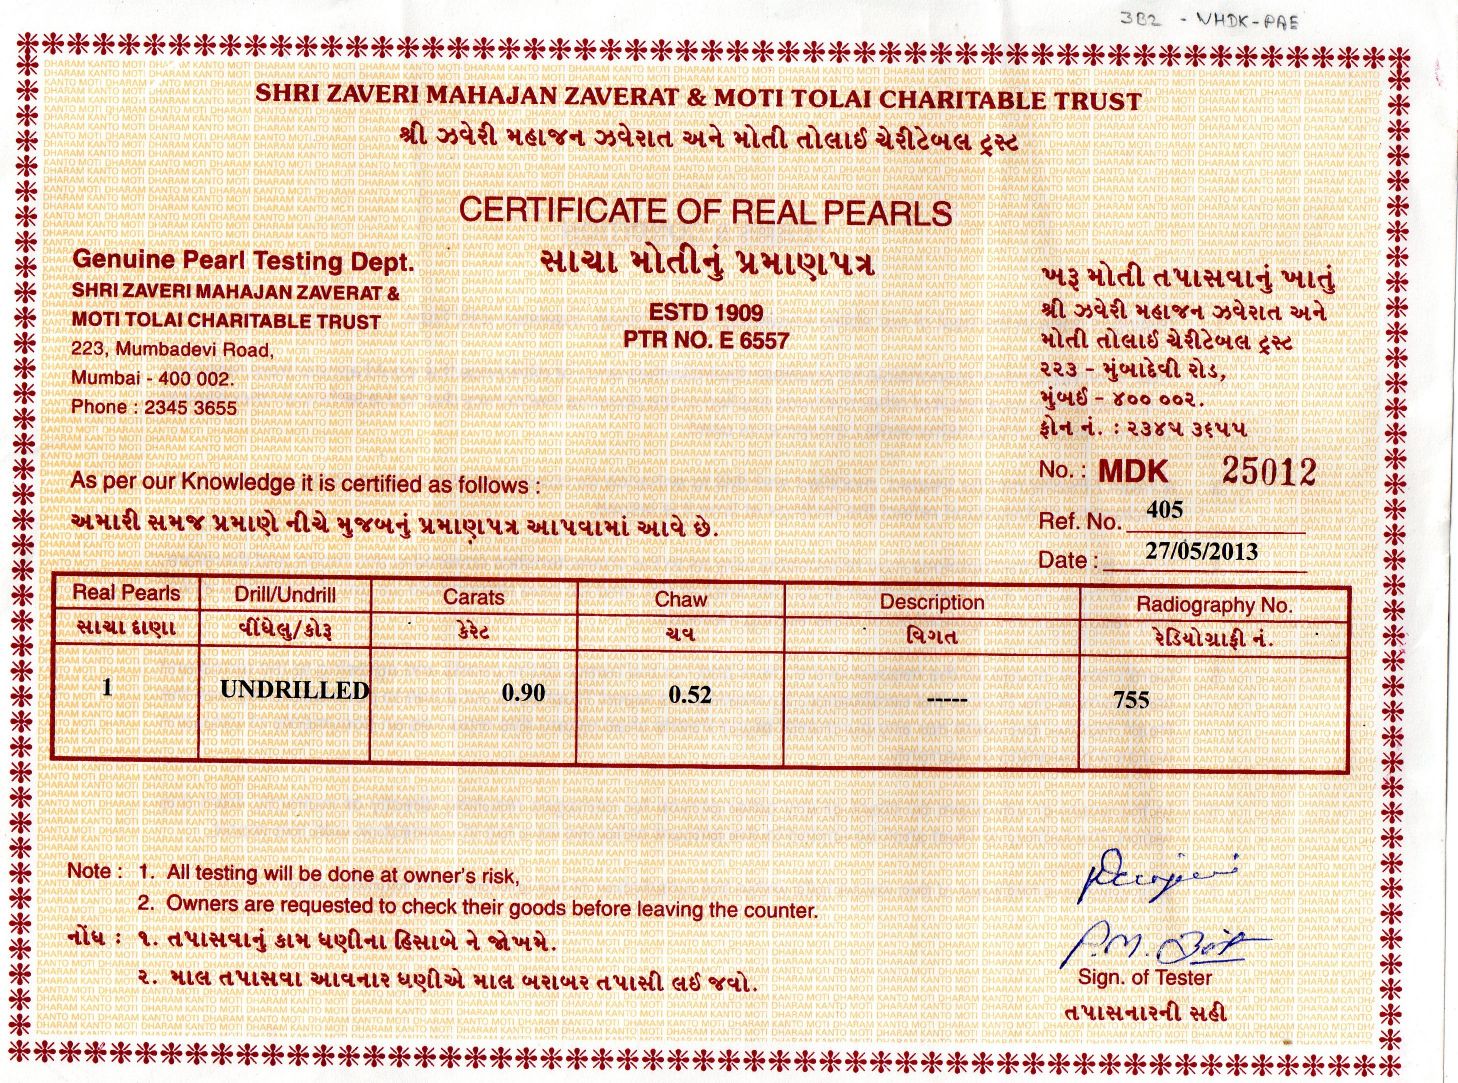 3B2 - VHDK-PAE
SHRI ZAVERI MAHAJAN ZAVERAT & MOTI TOLAI CHARITABLE TRUST
શ્રી ઝવેરી મહાજન ઝવેરાત અને મોતી તોલાઈ ચેરીટેબલ ટ્રસ્ટ
CERTIFICATE OF REAL PEARLS
સાચા મોતીનું પ્રમાણપત્ર
ESTD 1909
PTR NO. E 6557
Genuine Pearl Testing Dept.
SHRI ZAVERI MAHAJAN ZAVERAT &
MOTI TOLAI CHARITABLE TRUST
223, Mumbadevi Road,
Mumbai - 400 002.
Phone : 2345 3655
ખરૂ મોતી તપાસવાનું ખાતું
શ્રી ઝવેરી મહાજન ઝવેરાત અને
મોતી તોલાઈ ચેરીટેબલ ટ્રસ્ટ
૨૨૩ - મુંબાદેવી રોડ,
મુંબઈ - ૪૦૦ ૦૦૨.
ફોન નં. : ૨૩૪૫ ૩૬૫૫
No. : MDK 25012
Ref. No. 405
Date : 27/05/2013
As per our Knowledge it is certified as follows :
અમારી સમજ પ્રમાણે નીચે મુજબનું પ્રમાણપત્ર આપવામાં આવે છે.
Real Pearls Drill/Undrill Carats Chaw Description Radiography No.
સાચા દાણા વીંધેલુ/કોરૂ કેરેટ ચવ વિગત રેડિયોગ્રાફી નં.
1 UNDRILLED 0.90 0.52 ----- 755
Note : 1. All testing will be done at owner's risk,
2. Owners are requested to check their goods before leaving the counter.
નોંધ : ૧. તપાસવાનું કામ ધણીના હિસાબે ને જોખમે.
૨. માલ તપાસવા આવનાર ધણીએ માલ બરાબર તપાસી લઈ જવો.
P.M.
Sign. of Tester
તપાસનારની સહી